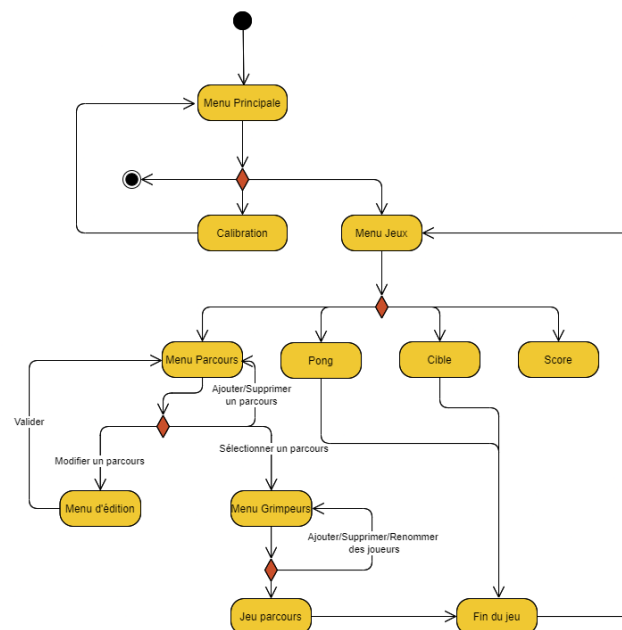 Menu Principale
Calibration
Menu Jeux
Menu Parcours
Pong
Cible
Score
Ajouter/Supprimer
un parcours
Valider
Modifier un parcours
Sélectionner un parcours
Menu d'édition
Menu Grimpeurs
Ajouter/Supprimer/Renommer
des joueurs
Jeu parcours
Fin du jeu